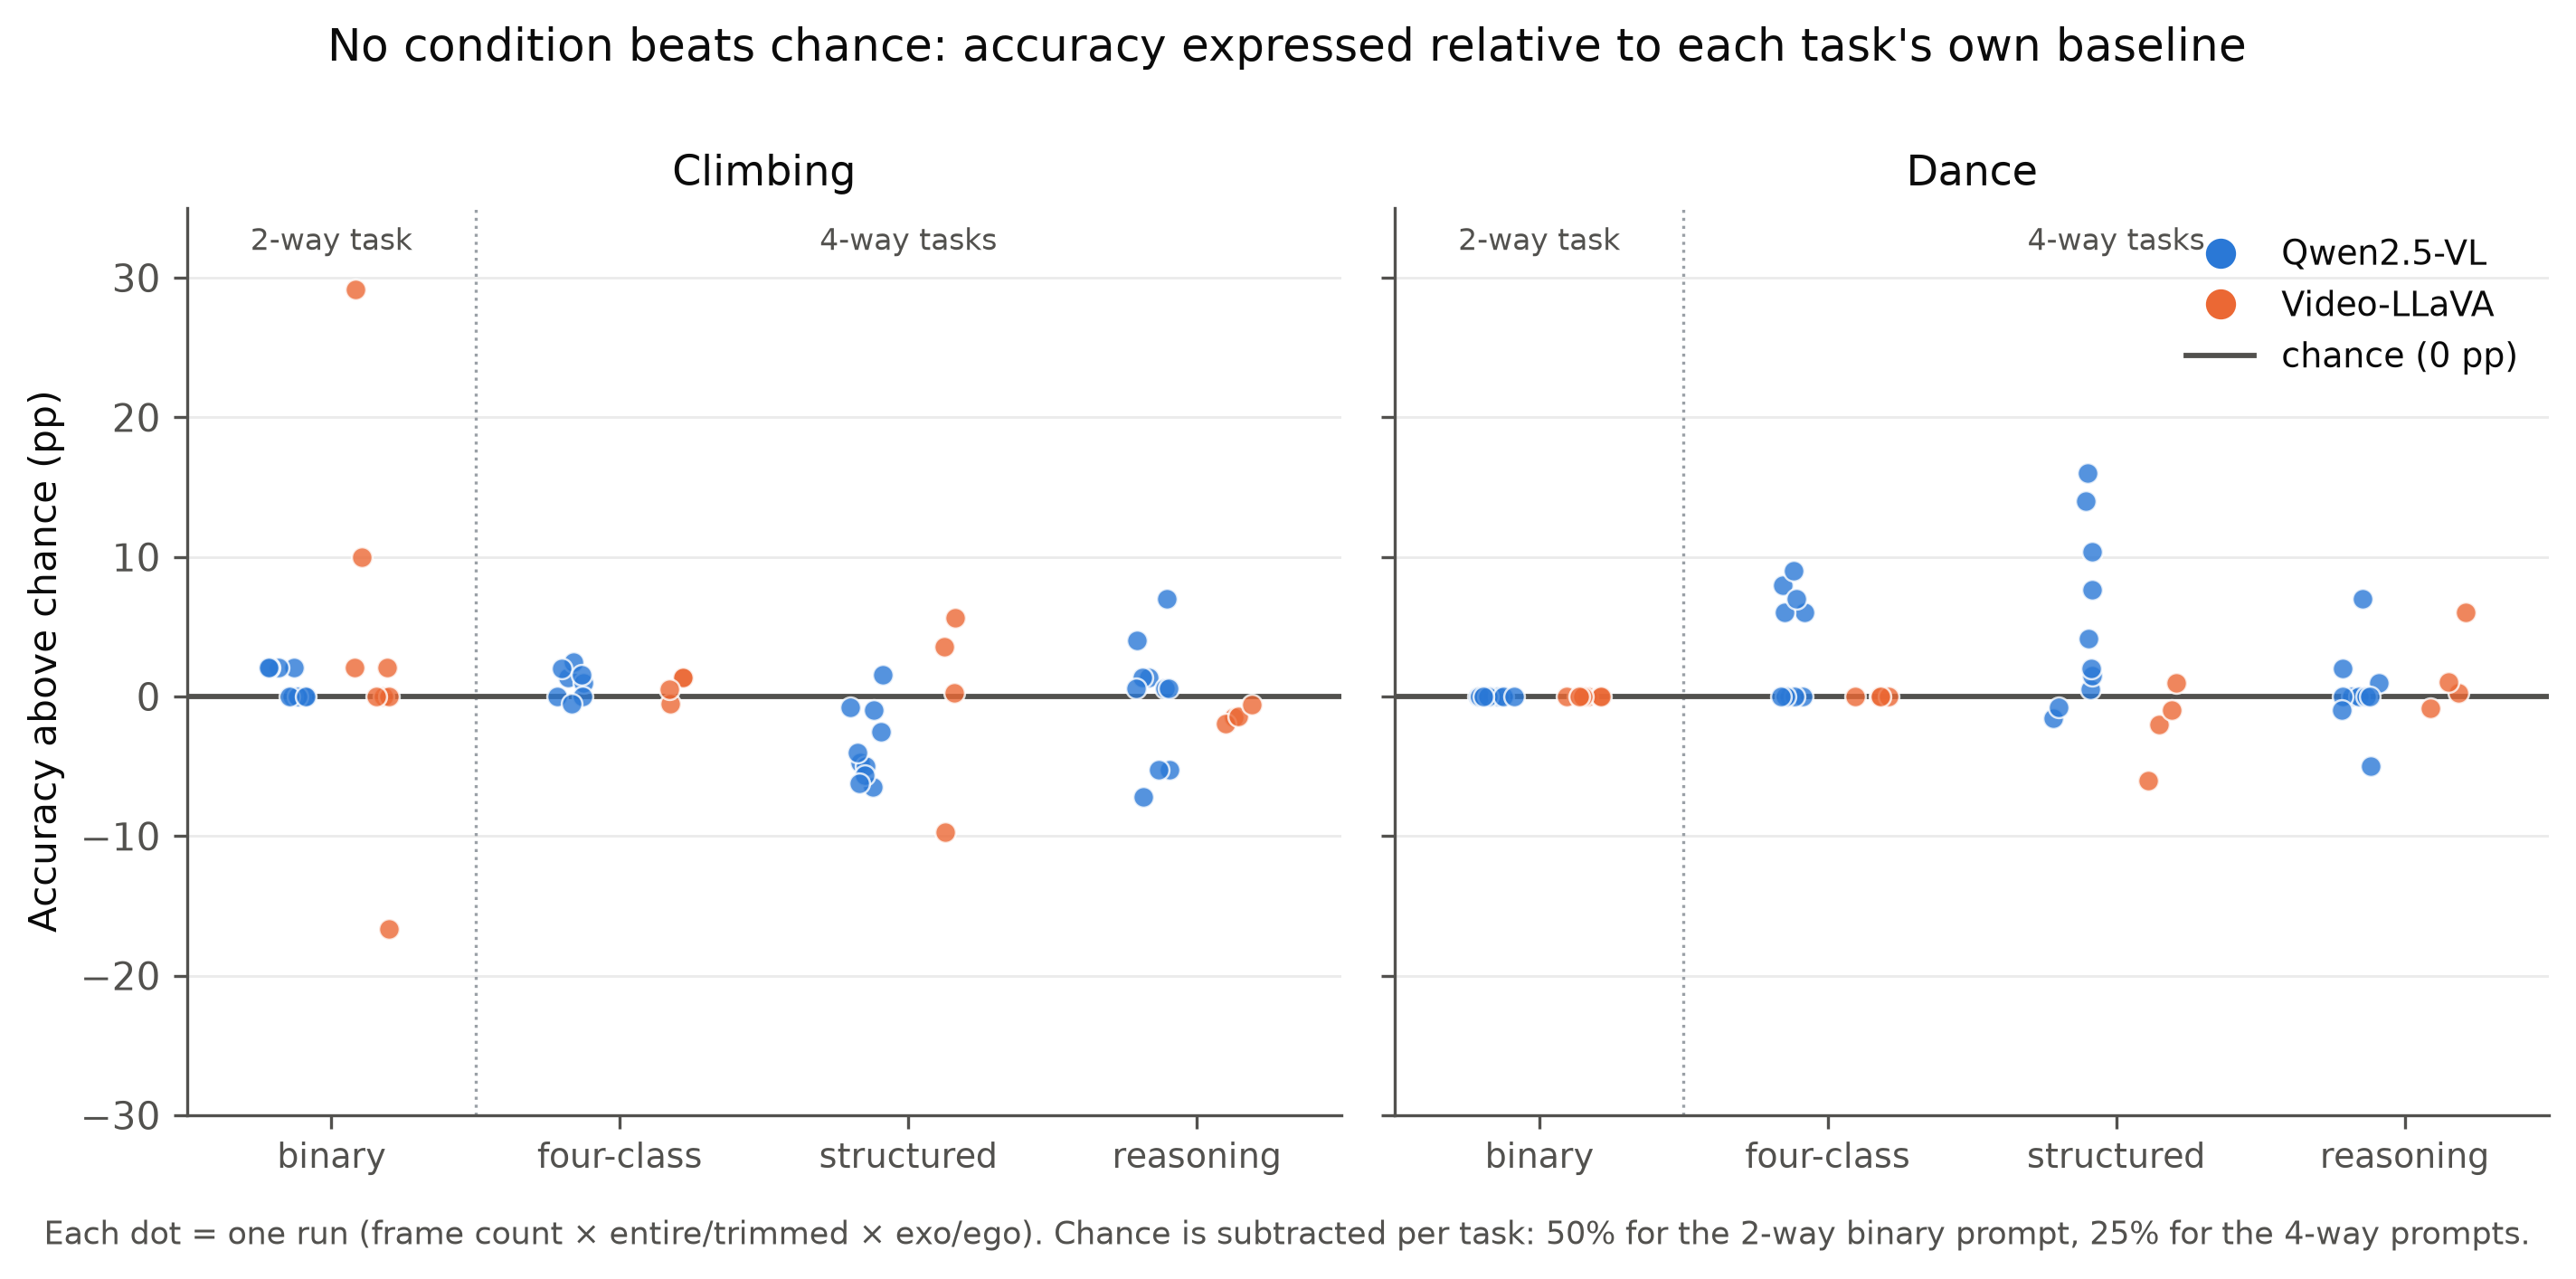 No condition beats chance: accuracy expressed relative to each task's own baseline
Climbing
Dance
2-way task
4-way tasks
2-way task
4-way tasks
Qwen2.5-VL
Video-LLaVA
chance (0 pp)
Accuracy above chance (pp)
30
20
10
0
−10
−20
−30
binary
four-class
structured
reasoning
binary
four-class
structured
reasoning
Each dot = one run (frame count × entire/trimmed × exo/ego). Chance is subtracted per task: 50% for the 2-way binary prompt, 25% for the 4-way prompts.